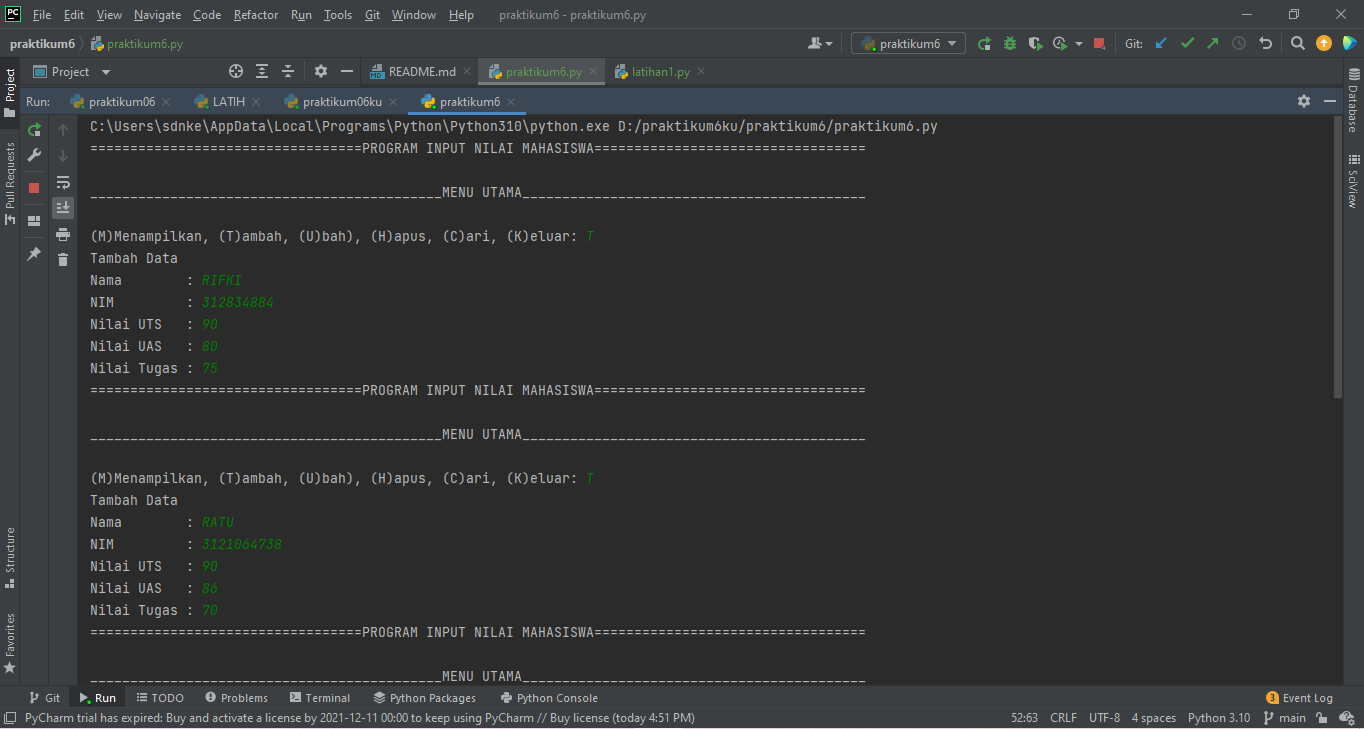 PC File Edit View Navigate Code Refactor Run Tools Git Window Help praktikum6 - praktikum6.py
praktikum6 praktikum6.py praktikum6 Git:
Project README.md praktikum6.py latihan1.py
Run: praktikum06 LATIH praktikum06ku praktikum6
C:\Users\sdnke\AppData\Local\Programs\Python\Python310\python.exe D:/praktikum6ku/praktikum6/praktikum6.py
==================================PROGRAM INPUT NILAI MAHASISWA==================================
____________________________________________MENU UTAMA___________________________________________
(M)Menampilkan, (T)ambah, (U)bah), (H)apus, (C)ari, (K)eluar: T
Tambah Data
Nama        : RIFKI
NIM         : 312834884
Nilai UTS   : 90
Nilai UAS   : 80
Nilai Tugas : 75
==================================PROGRAM INPUT NILAI MAHASISWA==================================
____________________________________________MENU UTAMA___________________________________________
(M)Menampilkan, (T)ambah, (U)bah), (H)apus, (C)ari, (K)eluar: T
Tambah Data
Nama        : RATU
NIM         : 3121064738
Nilai UTS   : 90
Nilai UAS   : 86
Nilai Tugas : 70
==================================PROGRAM INPUT NILAI MAHASISWA==================================
____________________________________________MENU UTAMA___________________________________________
Project
Pull Requests
Structure
Favorites
Database
SciView
Git Run TODO Problems Terminal Python Packages Python Console 3 Event Log
PyCharm trial has expired: Buy and activate a license by 2021-12-11 00:00 to keep using PyCharm // Buy license (today 4:51 PM) 52:63 CRLF UTF-8 4 spaces Python 3.10 main